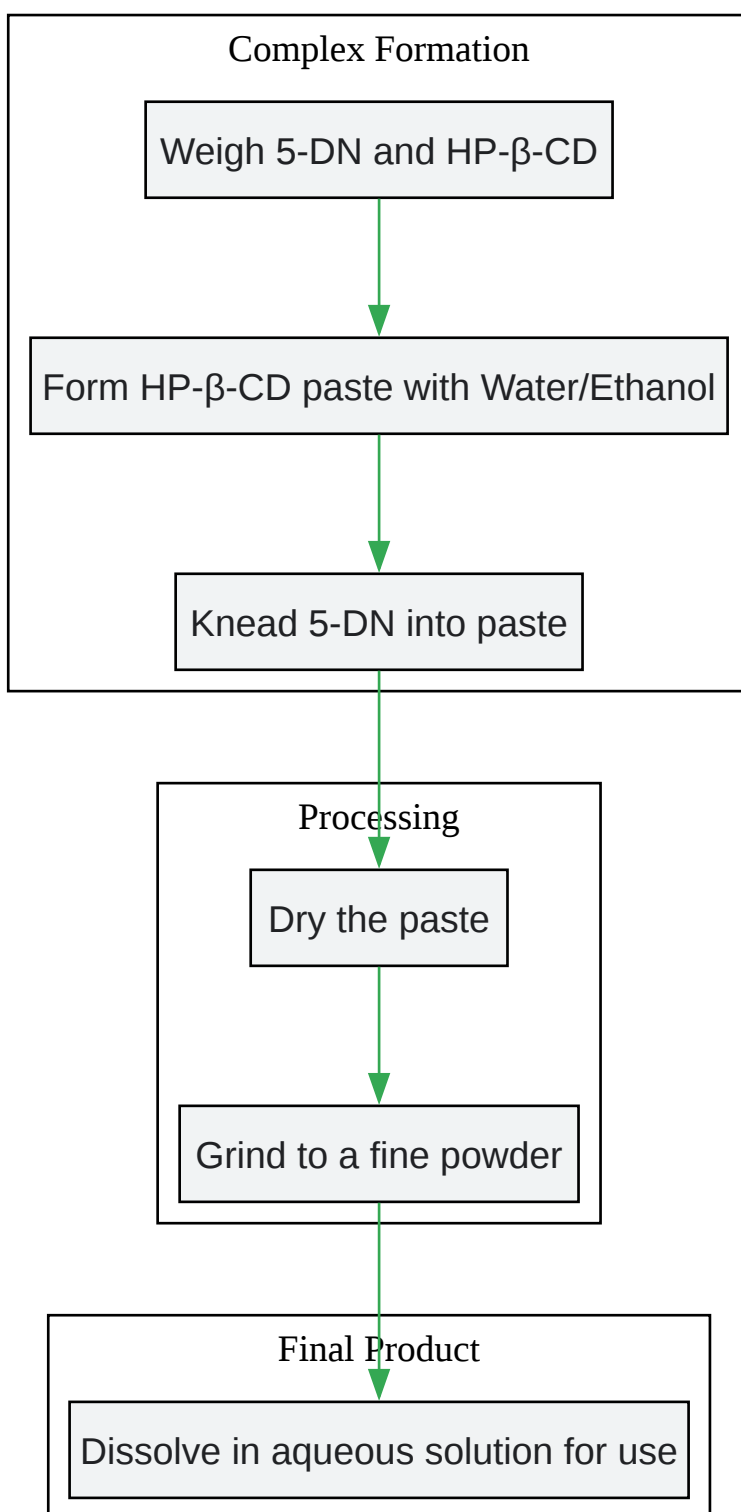 Complex Formation
Weigh 5-DN and HP-β-CD
Form HP-β-CD paste with Water/Ethanol
Knead 5-DN into paste
Processing
Dry the paste
Grind to a fine powder
Final Product
Dissolve in aqueous solution for use